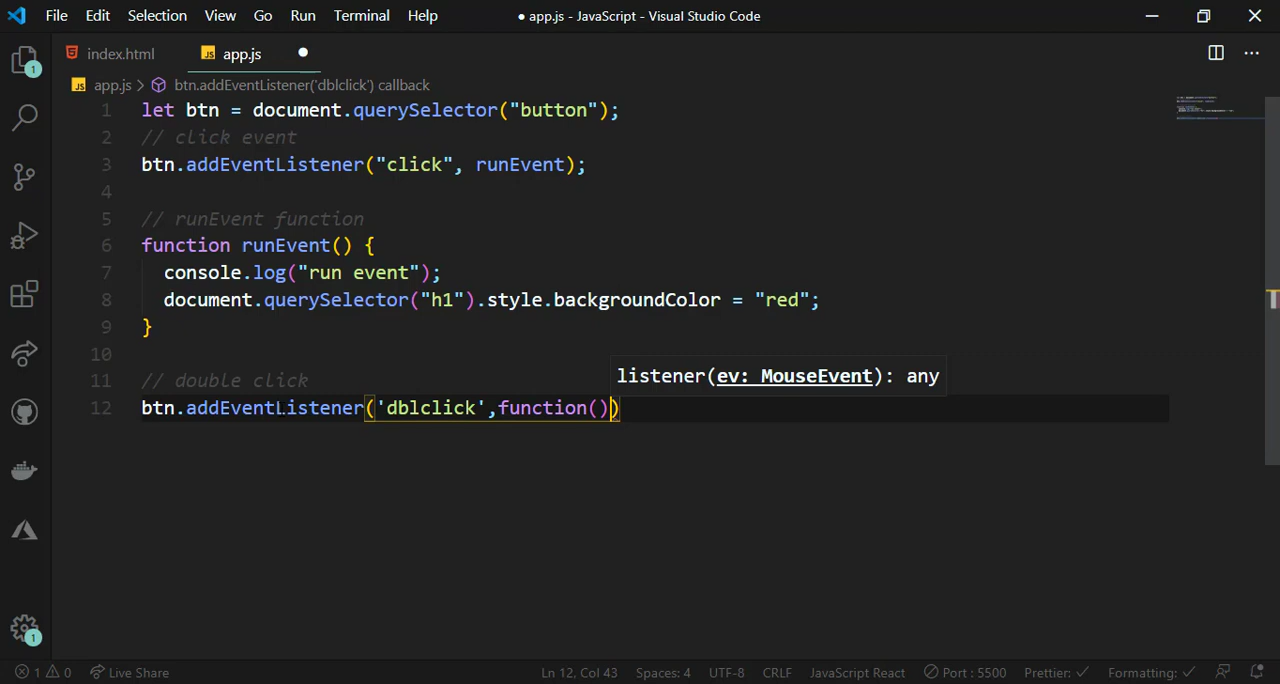 File Edit Selection View Go Run Terminal Help ● app.js - JavaScript - Visual Studio Code
index.html JS app.js
JS app.js > btn.addEventListener('dblclick') callback
1 let btn = document.querySelector("button");
2 // click event
3 btn.addEventListener("click", runEvent);
4
5 // runEvent function
6 function runEvent() {
7 console.log("run event");
8 document.querySelector("h1").style.backgroundColor = "red";
9 }
10
listener(ev: MouseEvent): any
11 // double click
12 btn.addEventListener('dblclick',function())
1
1
1 0 Live Share Ln 12, Col 43 Spaces: 4 UTF-8 CRLF JavaScript React Port : 5500 Prettier: ✓ Formatting: ✓